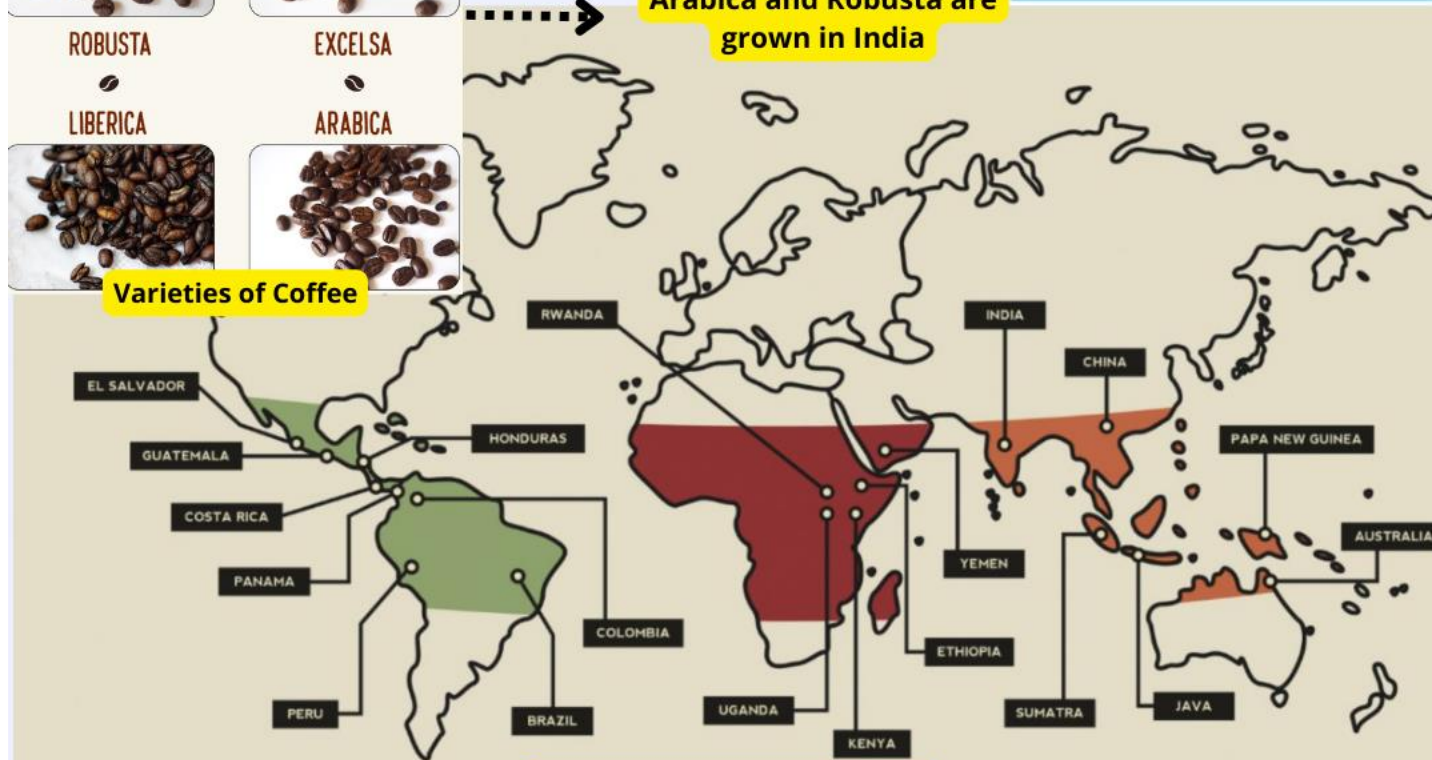 Arabica and Robusta are
grown in India
ROBUSTA
EXCELSA
LIBERICA
ARABICA
Varieties of Coffee
RWANDA
INDIA
CHINA
EL SALVADOR
HONDURAS
PAPA NEW GUINEA
GUATEMALA
COSTA RICA
AUSTRALIA
YEMEN
PANAMA
COLOMBIA
ETHIOPIA
PERU
BRAZIL
UGANDA
SUMATRA
JAVA
KENYA